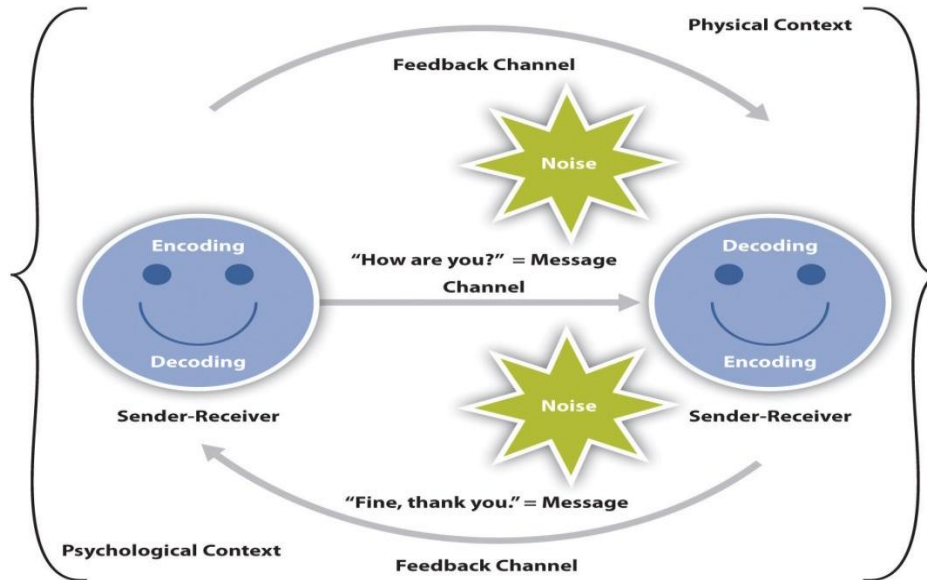 Physical Context
Feedback Channel
Noise
Encoding
Decoding
"How are you?" = Message
Channel
Decoding
Encoding
Noise
Sender-Receiver
Sender-Receiver
"Fine, thank you." = Message
Psychological Context
Feedback Channel